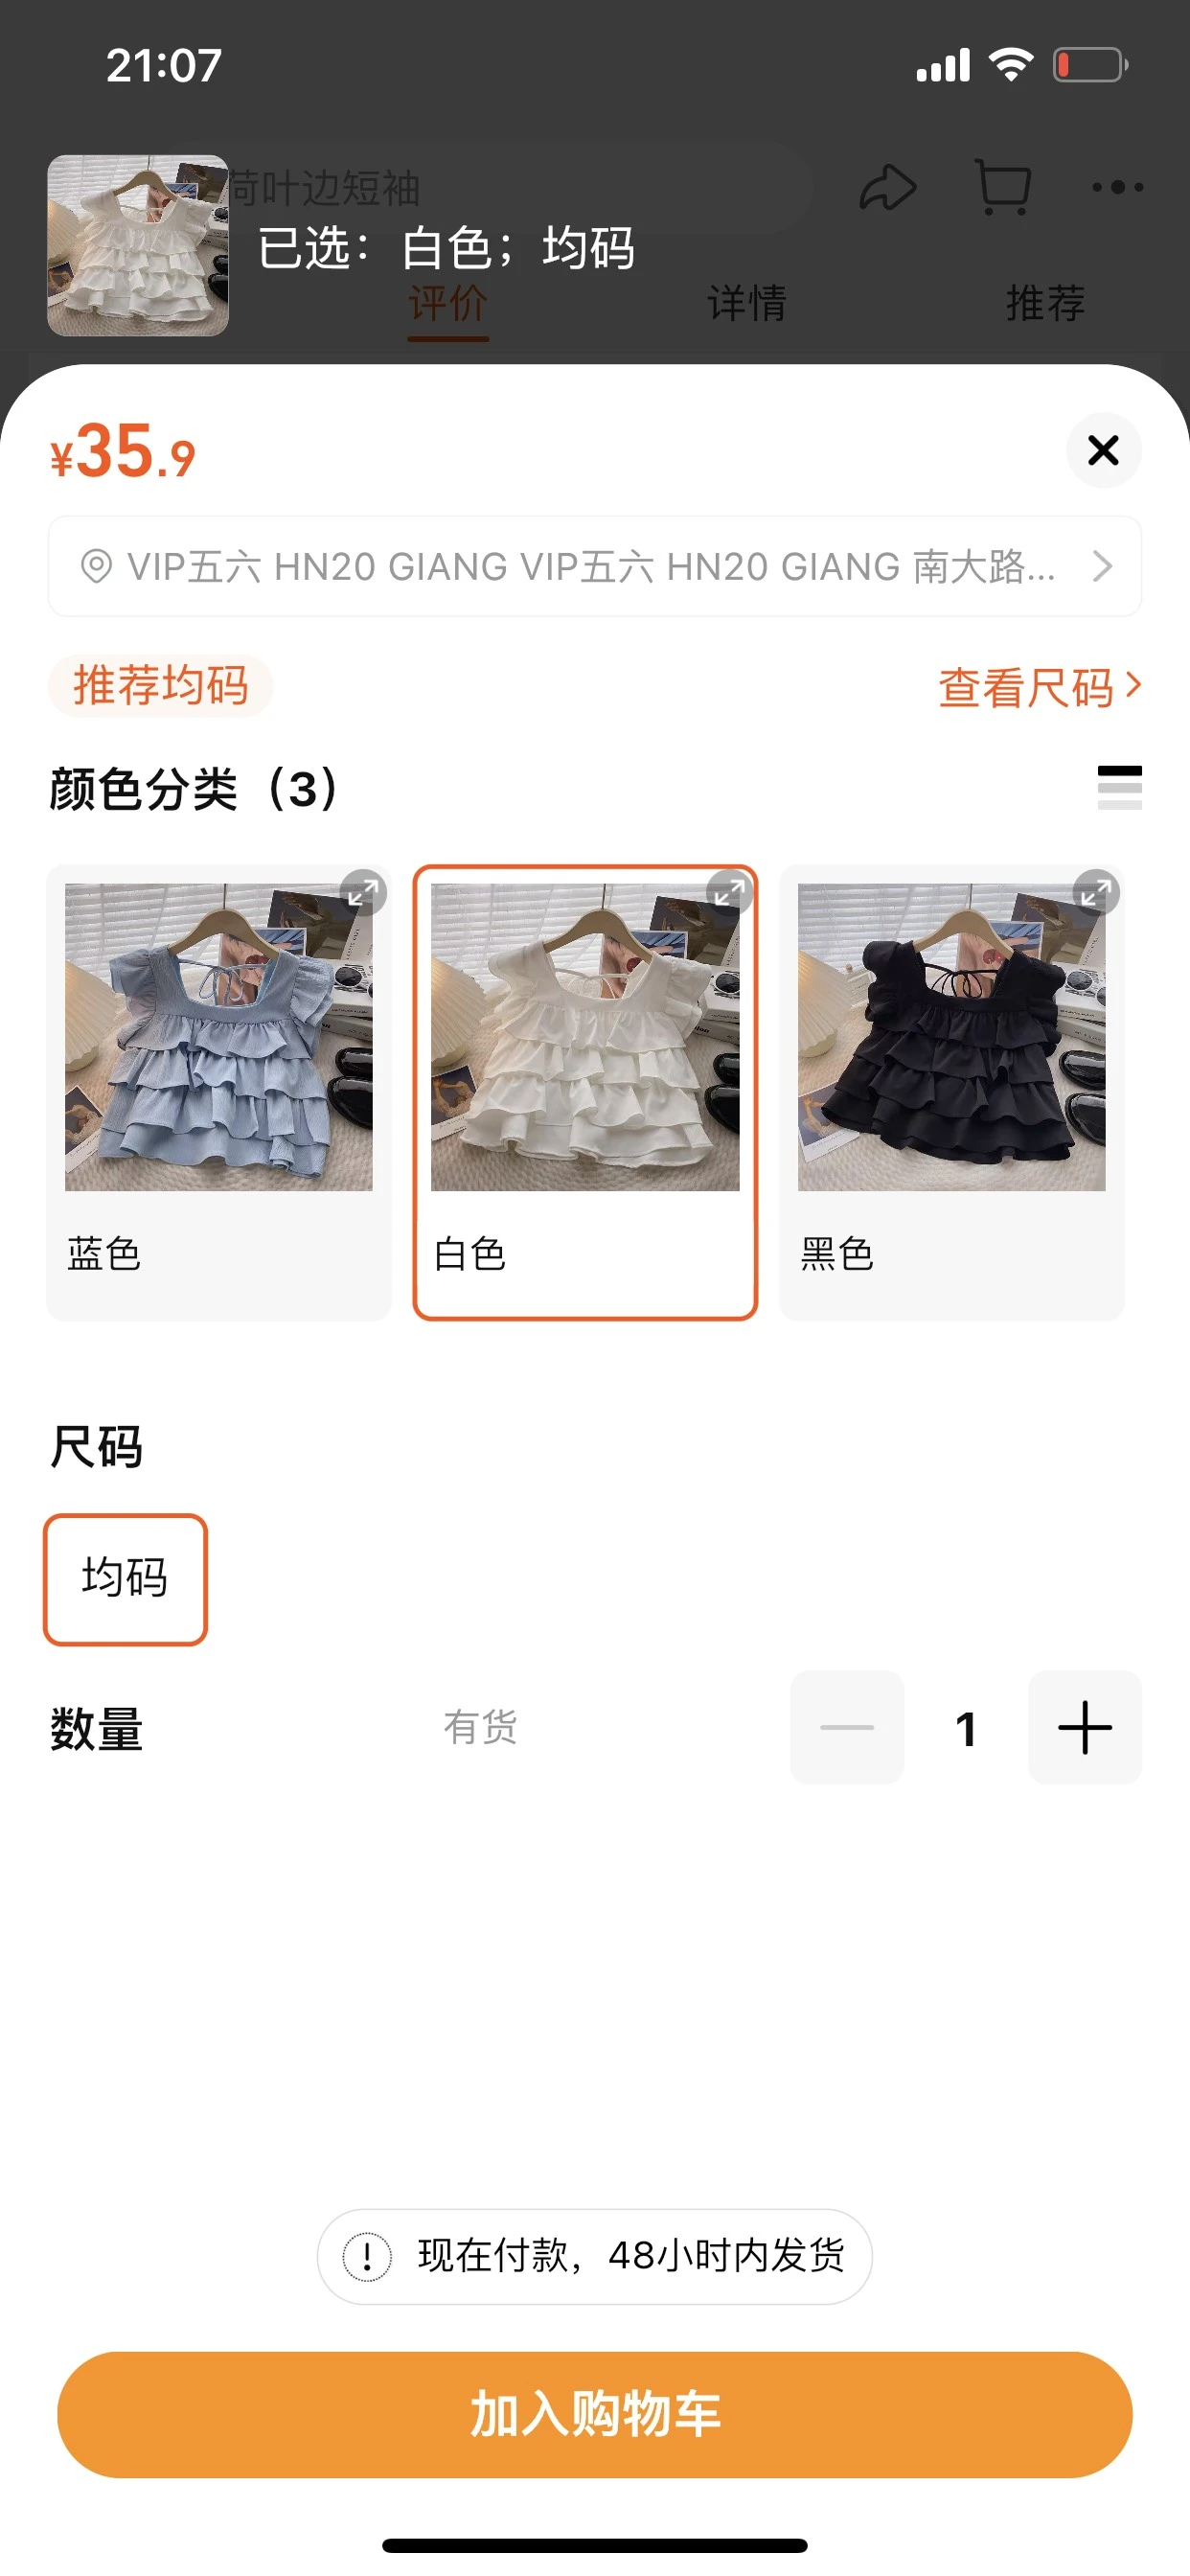 21:07
荷叶边短袖
已选：白色；均码
评价 详情 推荐
¥35.9
VIP五六 HN20 GIANG VIP五六 HN20 GIANG 南大路...
推荐均码 查看尺码
颜色分类（3）
蓝色 白色 黑色
尺码
均码
数量 有货 1
现在付款，48小时内发货
加入购物车